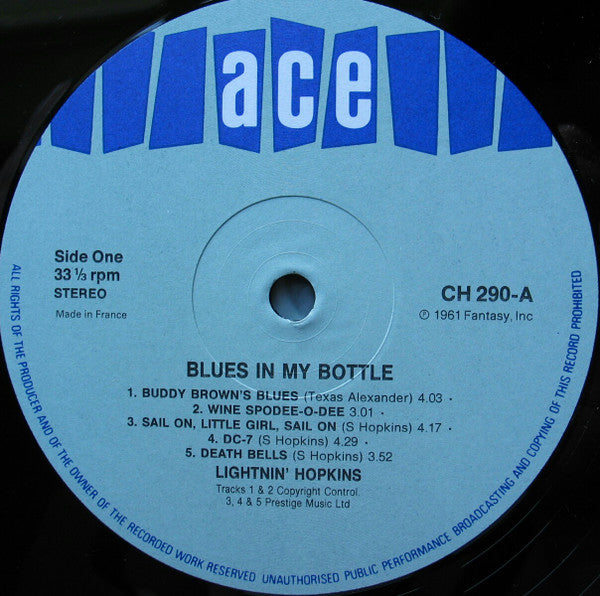 ace
Side One
33 ⅓ rpm
STEREO
Made in France
CH 290-A
℗ 1961 Fantasy, Inc
BLUES IN MY BOTTLE
1. BUDDY BROWN'S BLUES (Texas Alexander) 4.03 ·
2. WINE SPODEE-O-DEE 3.01 ·
3. SAIL ON, LITTLE GIRL, SAIL ON (S Hopkins) 4.17 ·
4. DC-7 (S Hopkins) 4.29 ·
5. DEATH BELLS (S Hopkins) 3.52
LIGHTNIN' HOPKINS
Tracks 1 & 2 Copyright Control.
3, 4 & 5 Prestige Music Ltd
ALL RIGHTS OF THE PRODUCER AND OF THE OWNER OF THE RECORDED WORK RESERVED UNAUTHORISED PUBLIC PERFORMANCE BROADCASTING AND COPYING OF THIS RECORD PROHIBITED